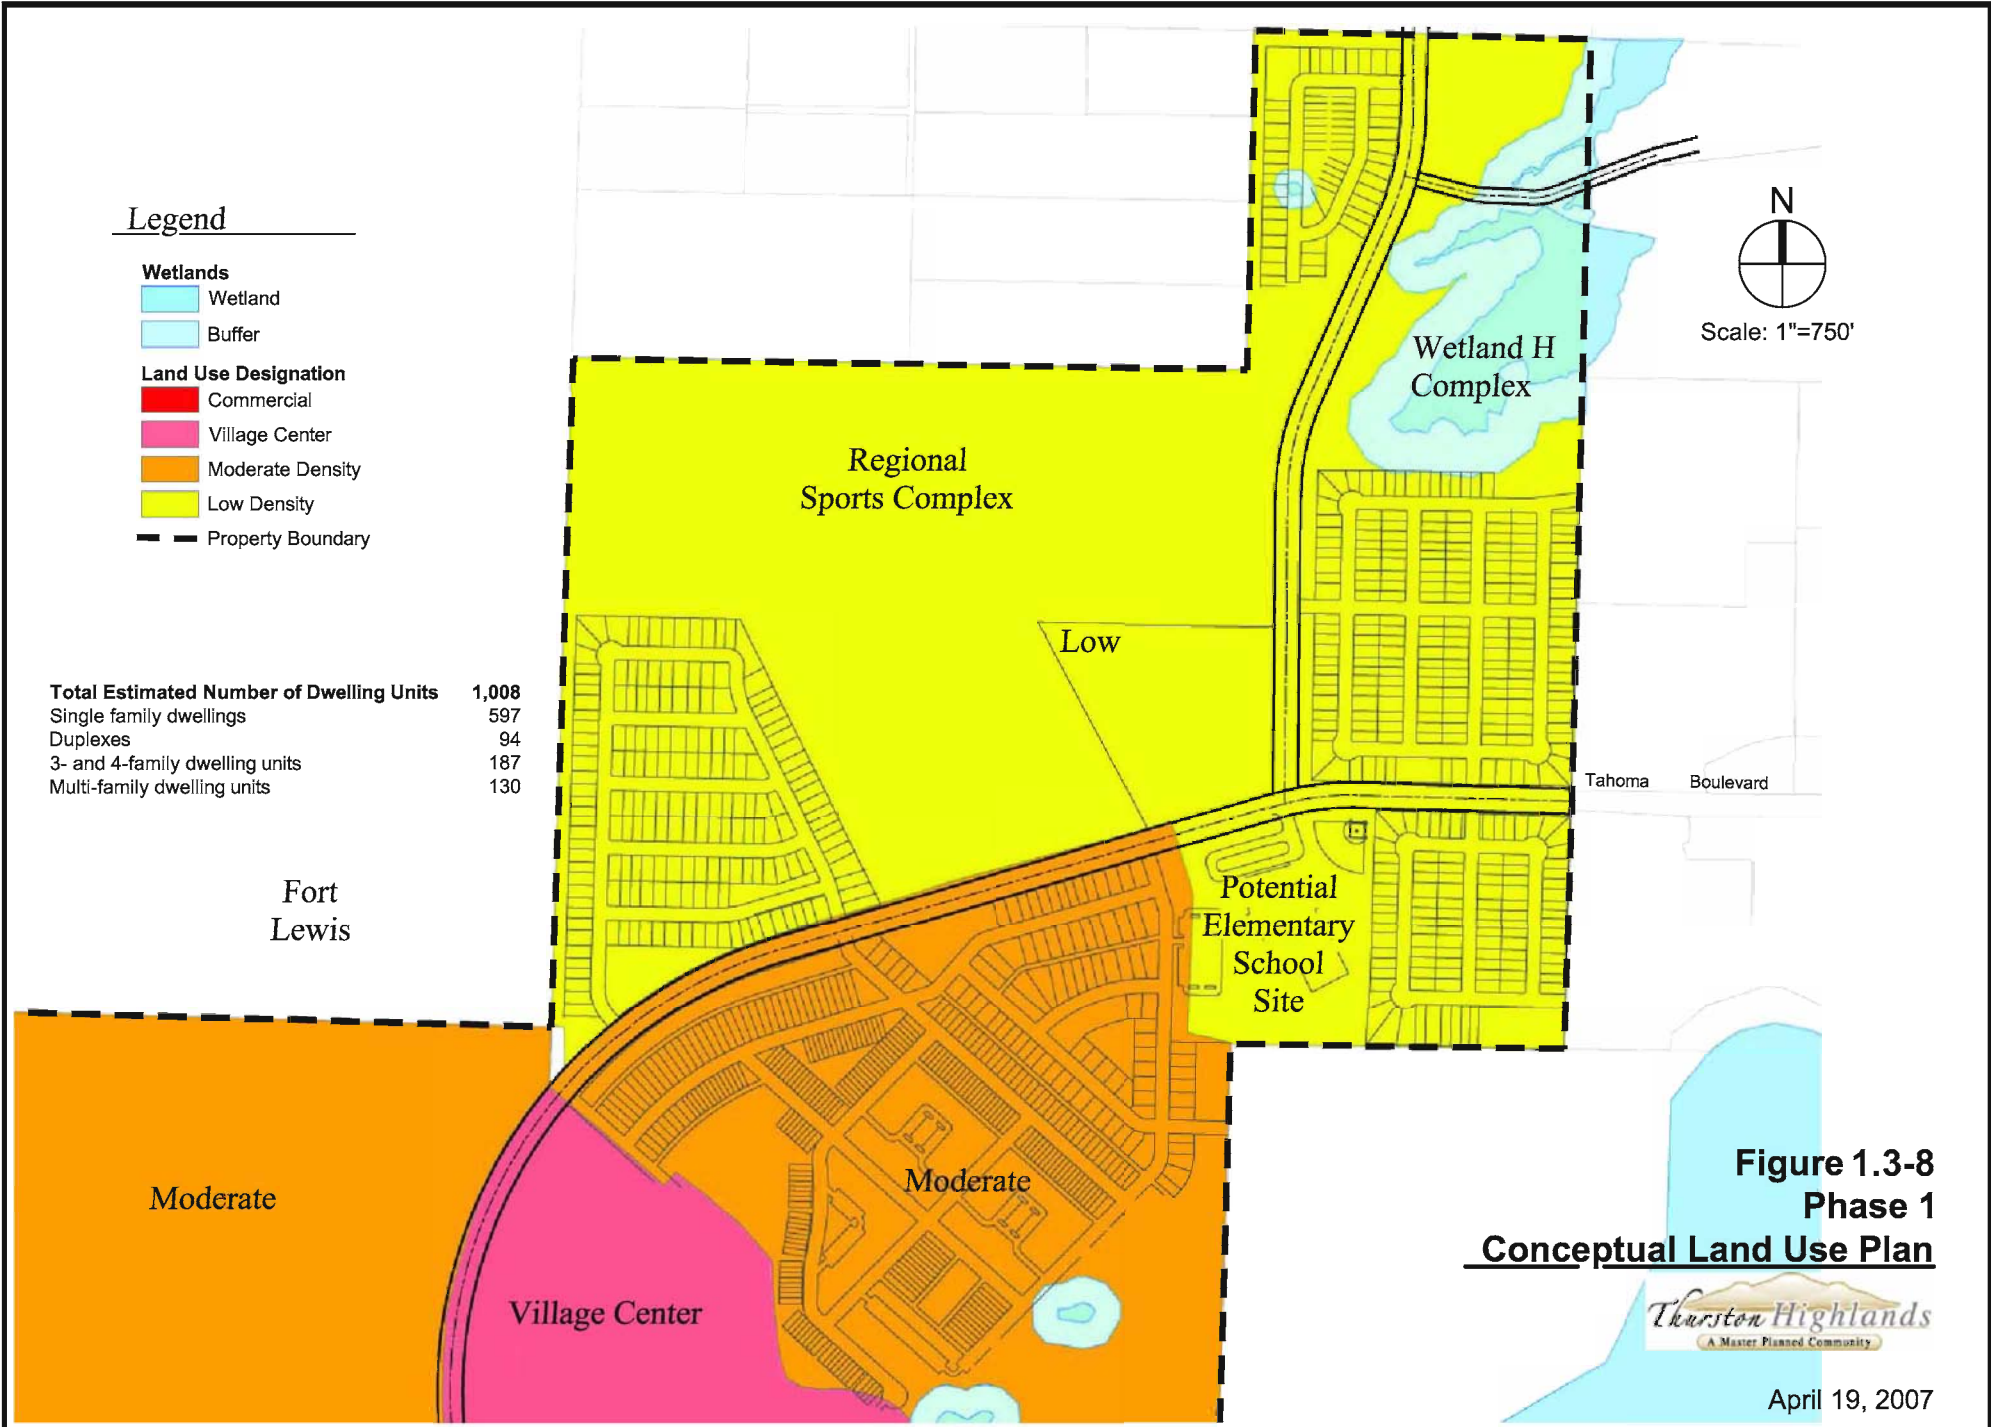 Legend
Wetlands
Wetland
Buffer
Land Use Designation
Commercial
Village Center
Moderate Density
Low Density
Property Boundary
Total Estimated Number of Dwelling Units 1,008
Single family dwellings 597
Duplexes 94
3- and 4-family dwelling units 187
Multi-family dwelling units 130
N
Scale: 1"=750'
Wetland H
Complex
Regional
Sports Complex
Low
Tahoma Boulevard
Fort
Lewis
Potential
Elementary
School
Site
Moderate
Moderate
Village Center
Figure 1.3-8
Phase 1
Conceptual Land Use Plan
Thurston Highlands
A Master Planned Community
April 19, 2007